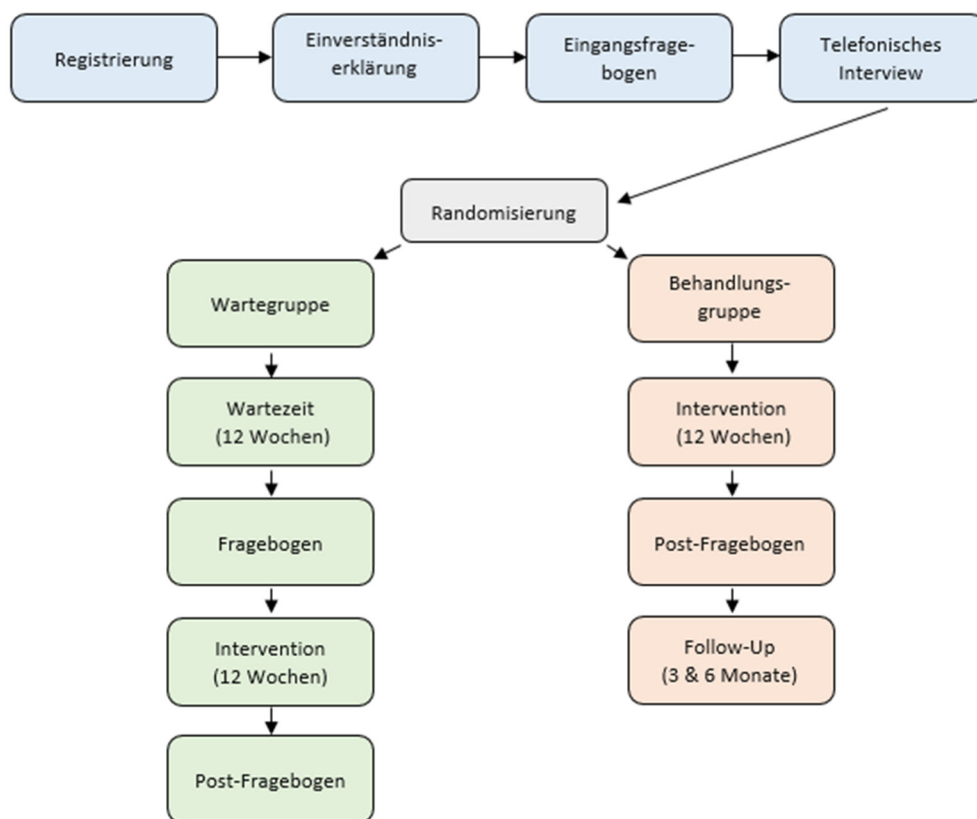 Registrierung
Einverständnis-
erklärung
Eingangsfrage-
bogen
Telefonisches
Interview
Randomisierung
Wartegruppe
Wartezeit
(12 Wochen)
Fragebogen
Intervention
(12 Wochen)
Post-Fragebogen
Behandlungs-
gruppe
Intervention
(12 Wochen)
Post-Fragebogen
Follow-Up
(3 & 6 Monate)